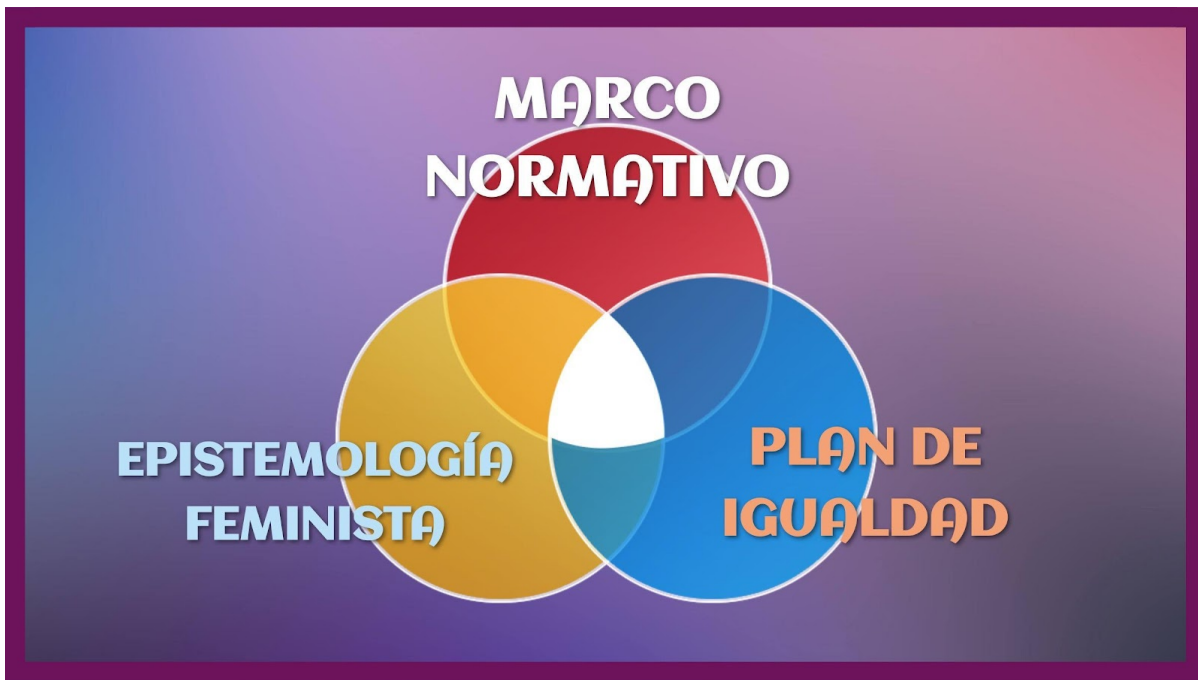 MARCO
NORMATIVO
EPISTEMOLOGÍA
FEMINISTA
PLAN DE
IGUALDAD